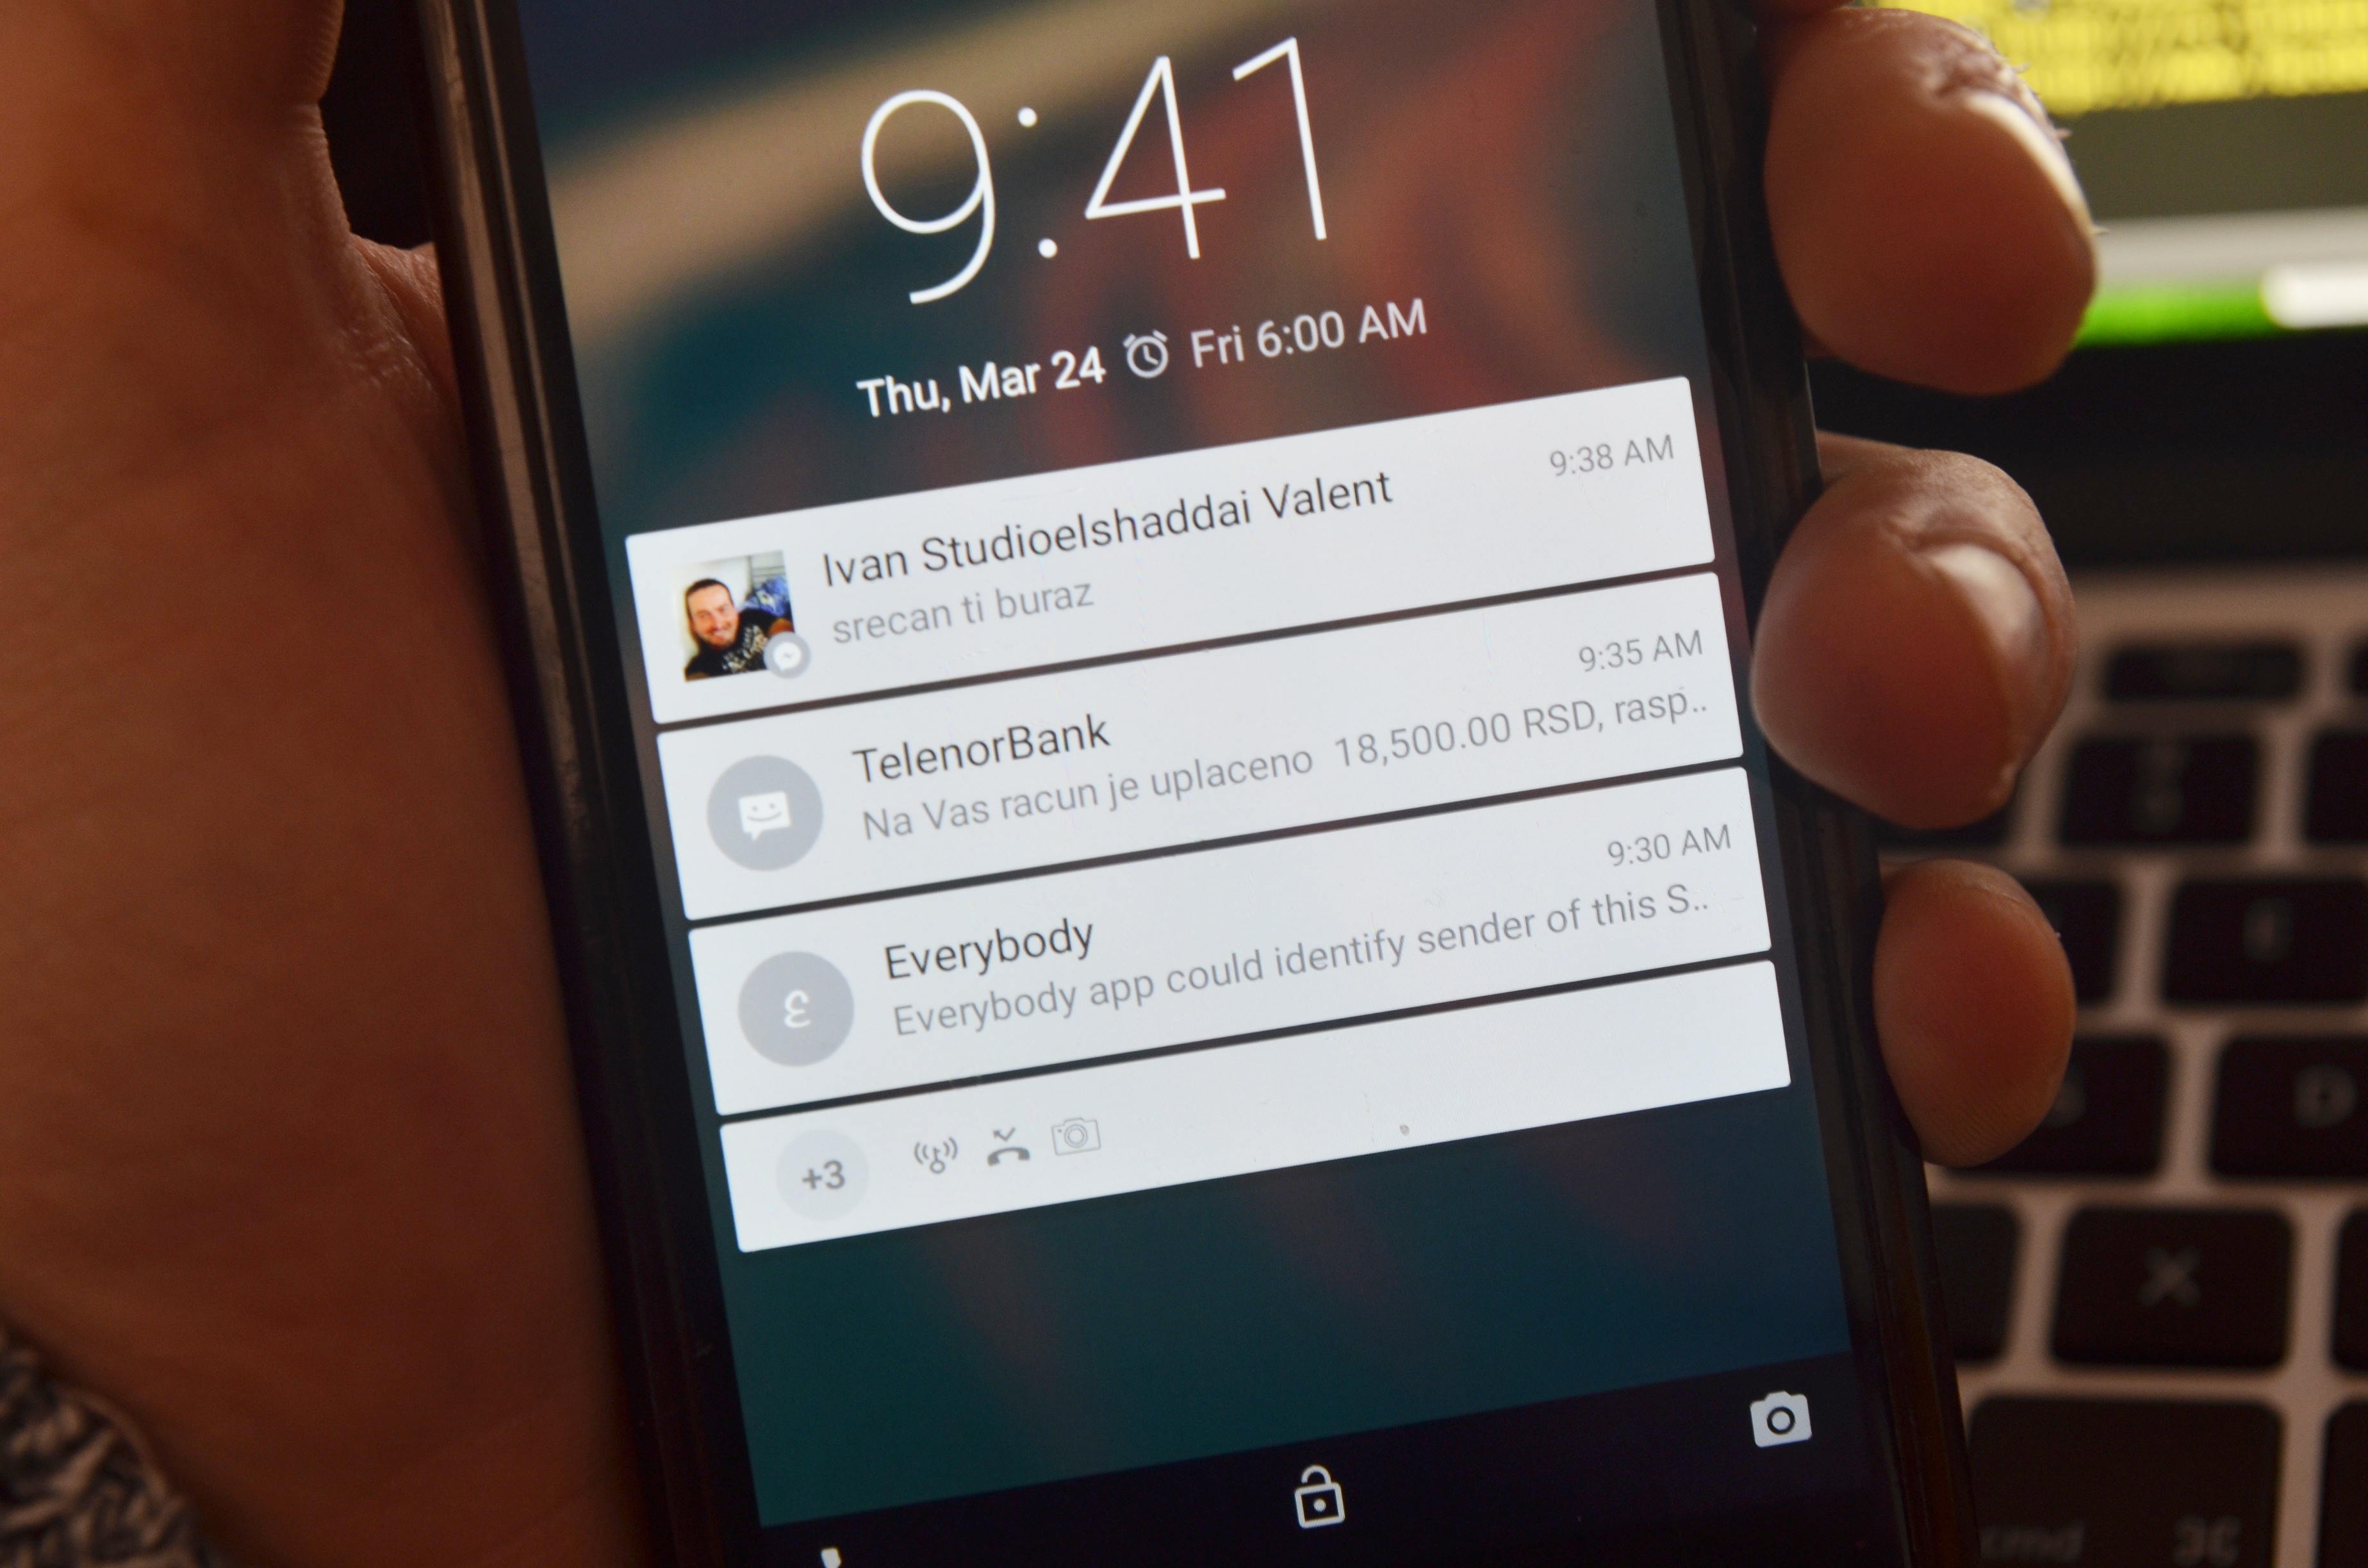 9:41
Thu, Mar 24 Fri 6:00 AM
Ivan Studioelshaddai Valent 9:38 AM
srecan ti buraz
TelenorBank 9:35 AM
Na Vas racun je uplaceno 18,500.00 RSD, rasp..
Everybody 9:30 AM
ε Everybody app could identify sender of this S..
+3
D
X
cmd ⌘